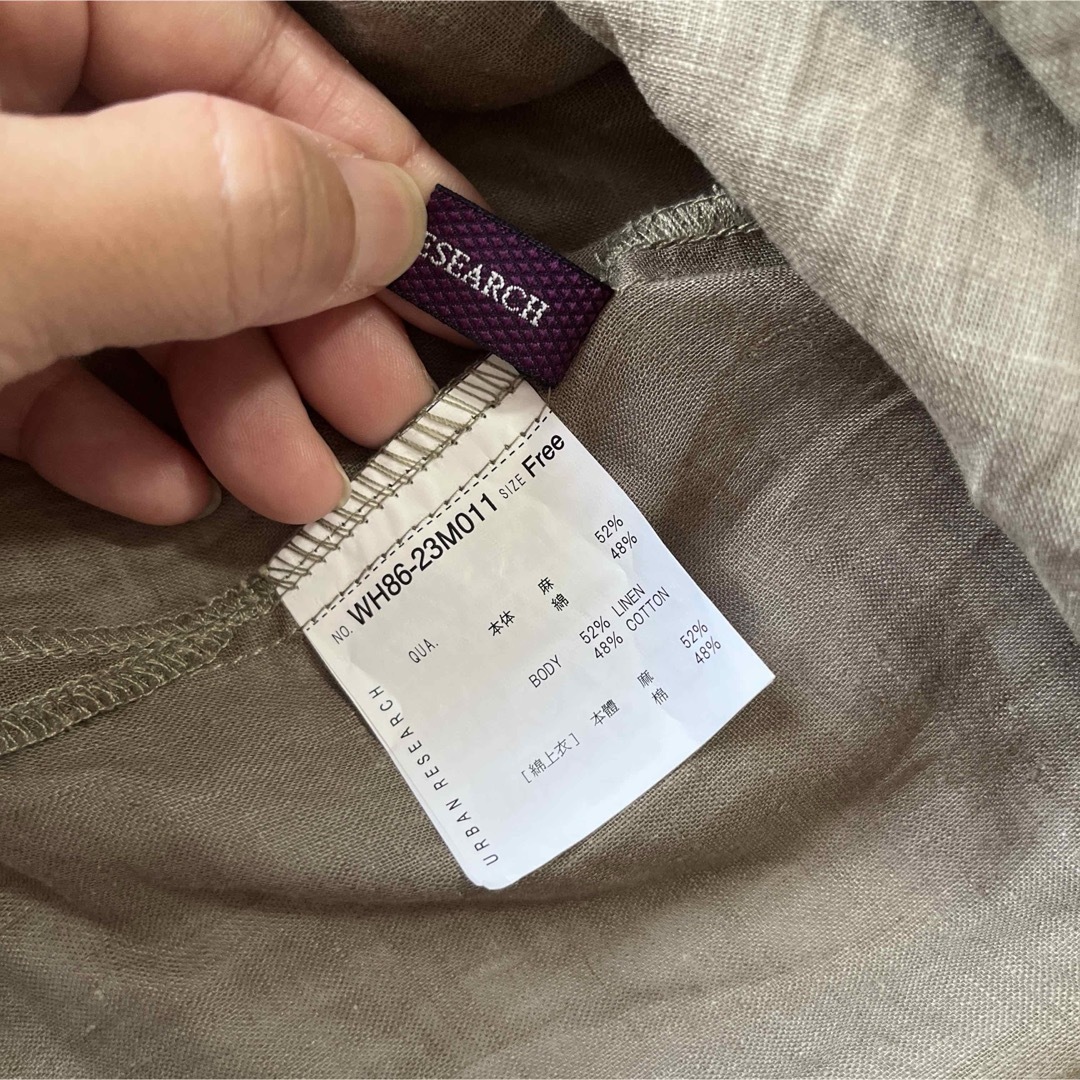 ESEARCH
NO. WH86-23M011 SIZE Free
QUA.
本体 麻 52%
綿 48%
BODY 52% LINEN
48% COTTON
本體 麻 52%
棉 48%
[綿上衣]
URBAN RESEARCH